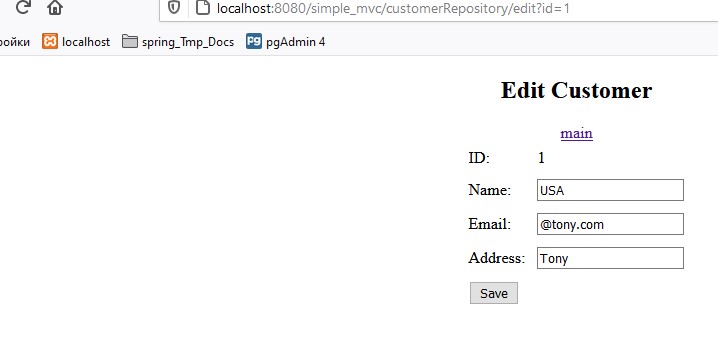 localhost:8080/simple_mvc/customerRepository/edit?id=1
ройки localhost spring_Tmp_Docs pgAdmin 4
Edit Customer
main
ID: 1
Name: USA
Email: @tony.com
Address: Tony
Save